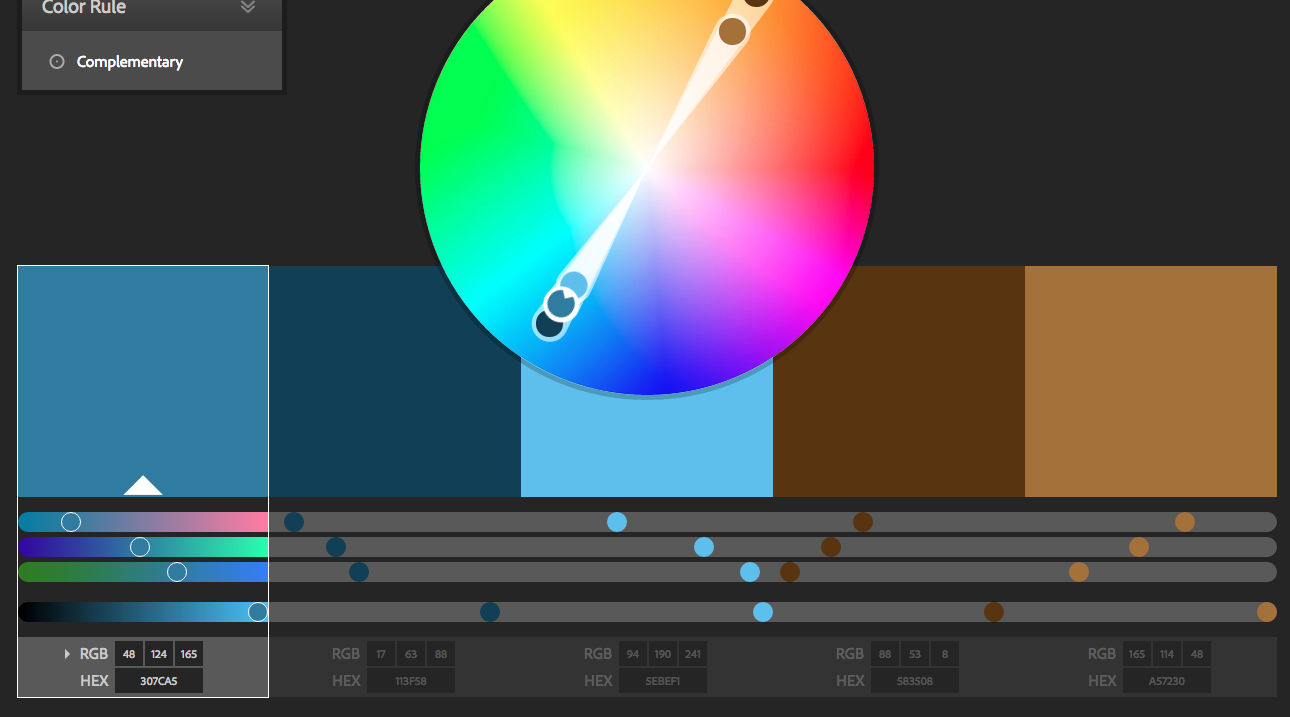 Color Rule
Complementary
RGB 48 124 165 RGB 17 63 88 RGB 94 190 241 RGB 88 53 8 RGB 165 114 48
HEX 307CA5 HEX 113F58 HEX 5EBEF1 HEX 583508 HEX A57230